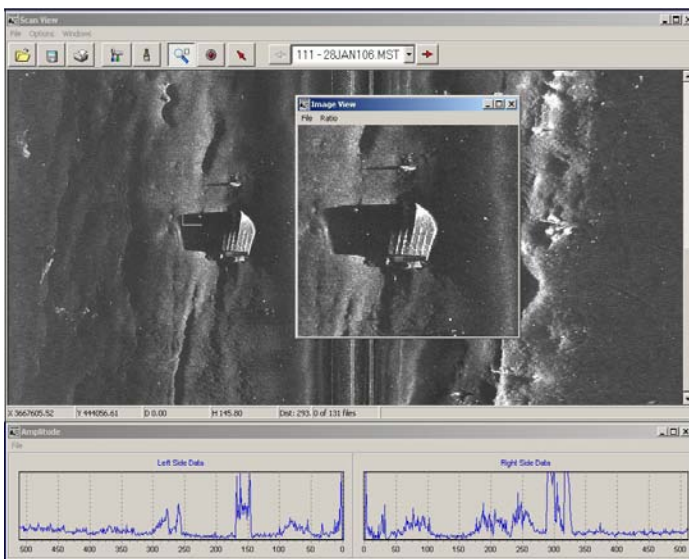 Scan View
File Options Windows
111 - 28JAN106.MST
Image View
File Ratio
X 3667605.52 Y 444056.61 D 0.00 H 145.80 Dist: 293. 0 of 131 files
Amplitude
File
Left Side Data Right Side Data
500 450 400 350 300 250 200 150 100 50 0 0 50 100 150 200 250 300 350 400 450 500